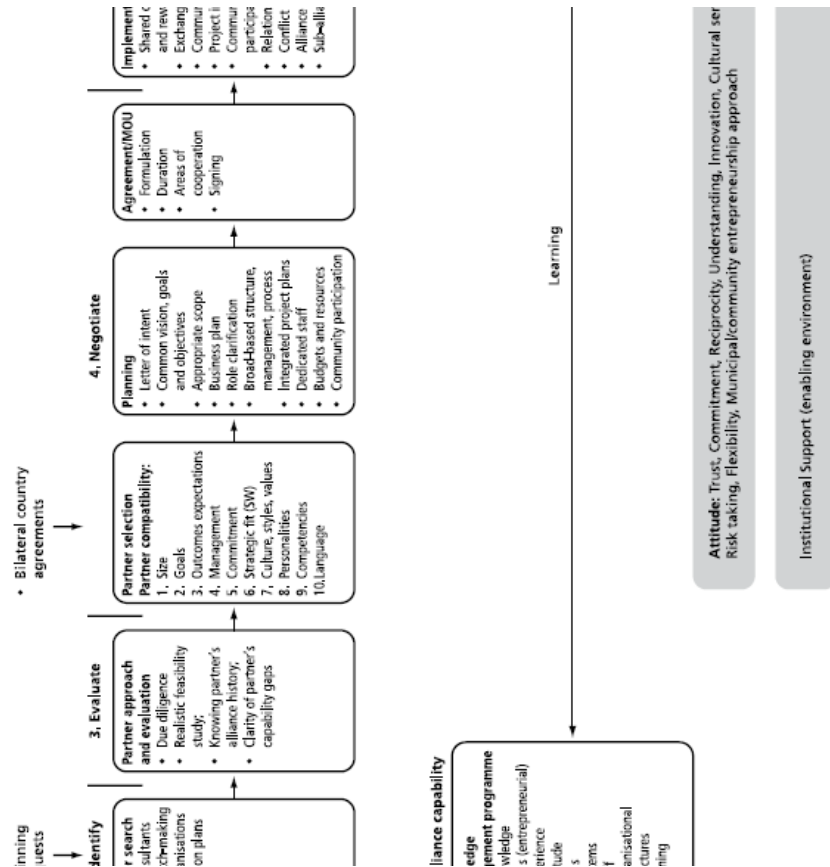 inning
uests
• Bilateral country
agreements
dentify
3. Evaluate
4. Negotiate
r search
sultants
ch-making
anisations
on plans
Partner approach
and evaluation
• Due diligence
• Realistic feasibility
study;
• Knowing partner's
alliance history;
• Clarity of partner's
capability gaps
Partner selection
Partner compatibility:
1. Size
2. Goals
3. Outcomes expectations
4. Management
5. Commitment
6. Strategic fit (SW)
7. Culture, styles, values
8. Personalities
9. Competencies
10.Language
Planning
• Letter of intent
• Common vision, goals
and objectives
• Appropriate scope
• Business plan
• Role clarification
• Broad-based structure,
management, process
• Integrated project plans
• Dedicated staff
• Budgets and resources
• Community participation
Agreement/MOU
• Formulation
• Duration
• Areas of
cooperation
• Signing
Implement
• Shared c
and rew
• Exchang
• Commun
• Project i
• Commun
participa
• Relation
• Conflict
• Alliance
• Sub-allia
liance capability
edge
gement programme
wledge
s (entrepreneurial)
erience
tude
s
ems
f
anisational
ctures
ning
Learning
Attitude: Trust, Commitment, Reciprocity, Understanding, Innovation, Cultural ser
Risk taking, Flexibility, Municipal/community entrepreneurship approach
Institutional Support (enabling environment)